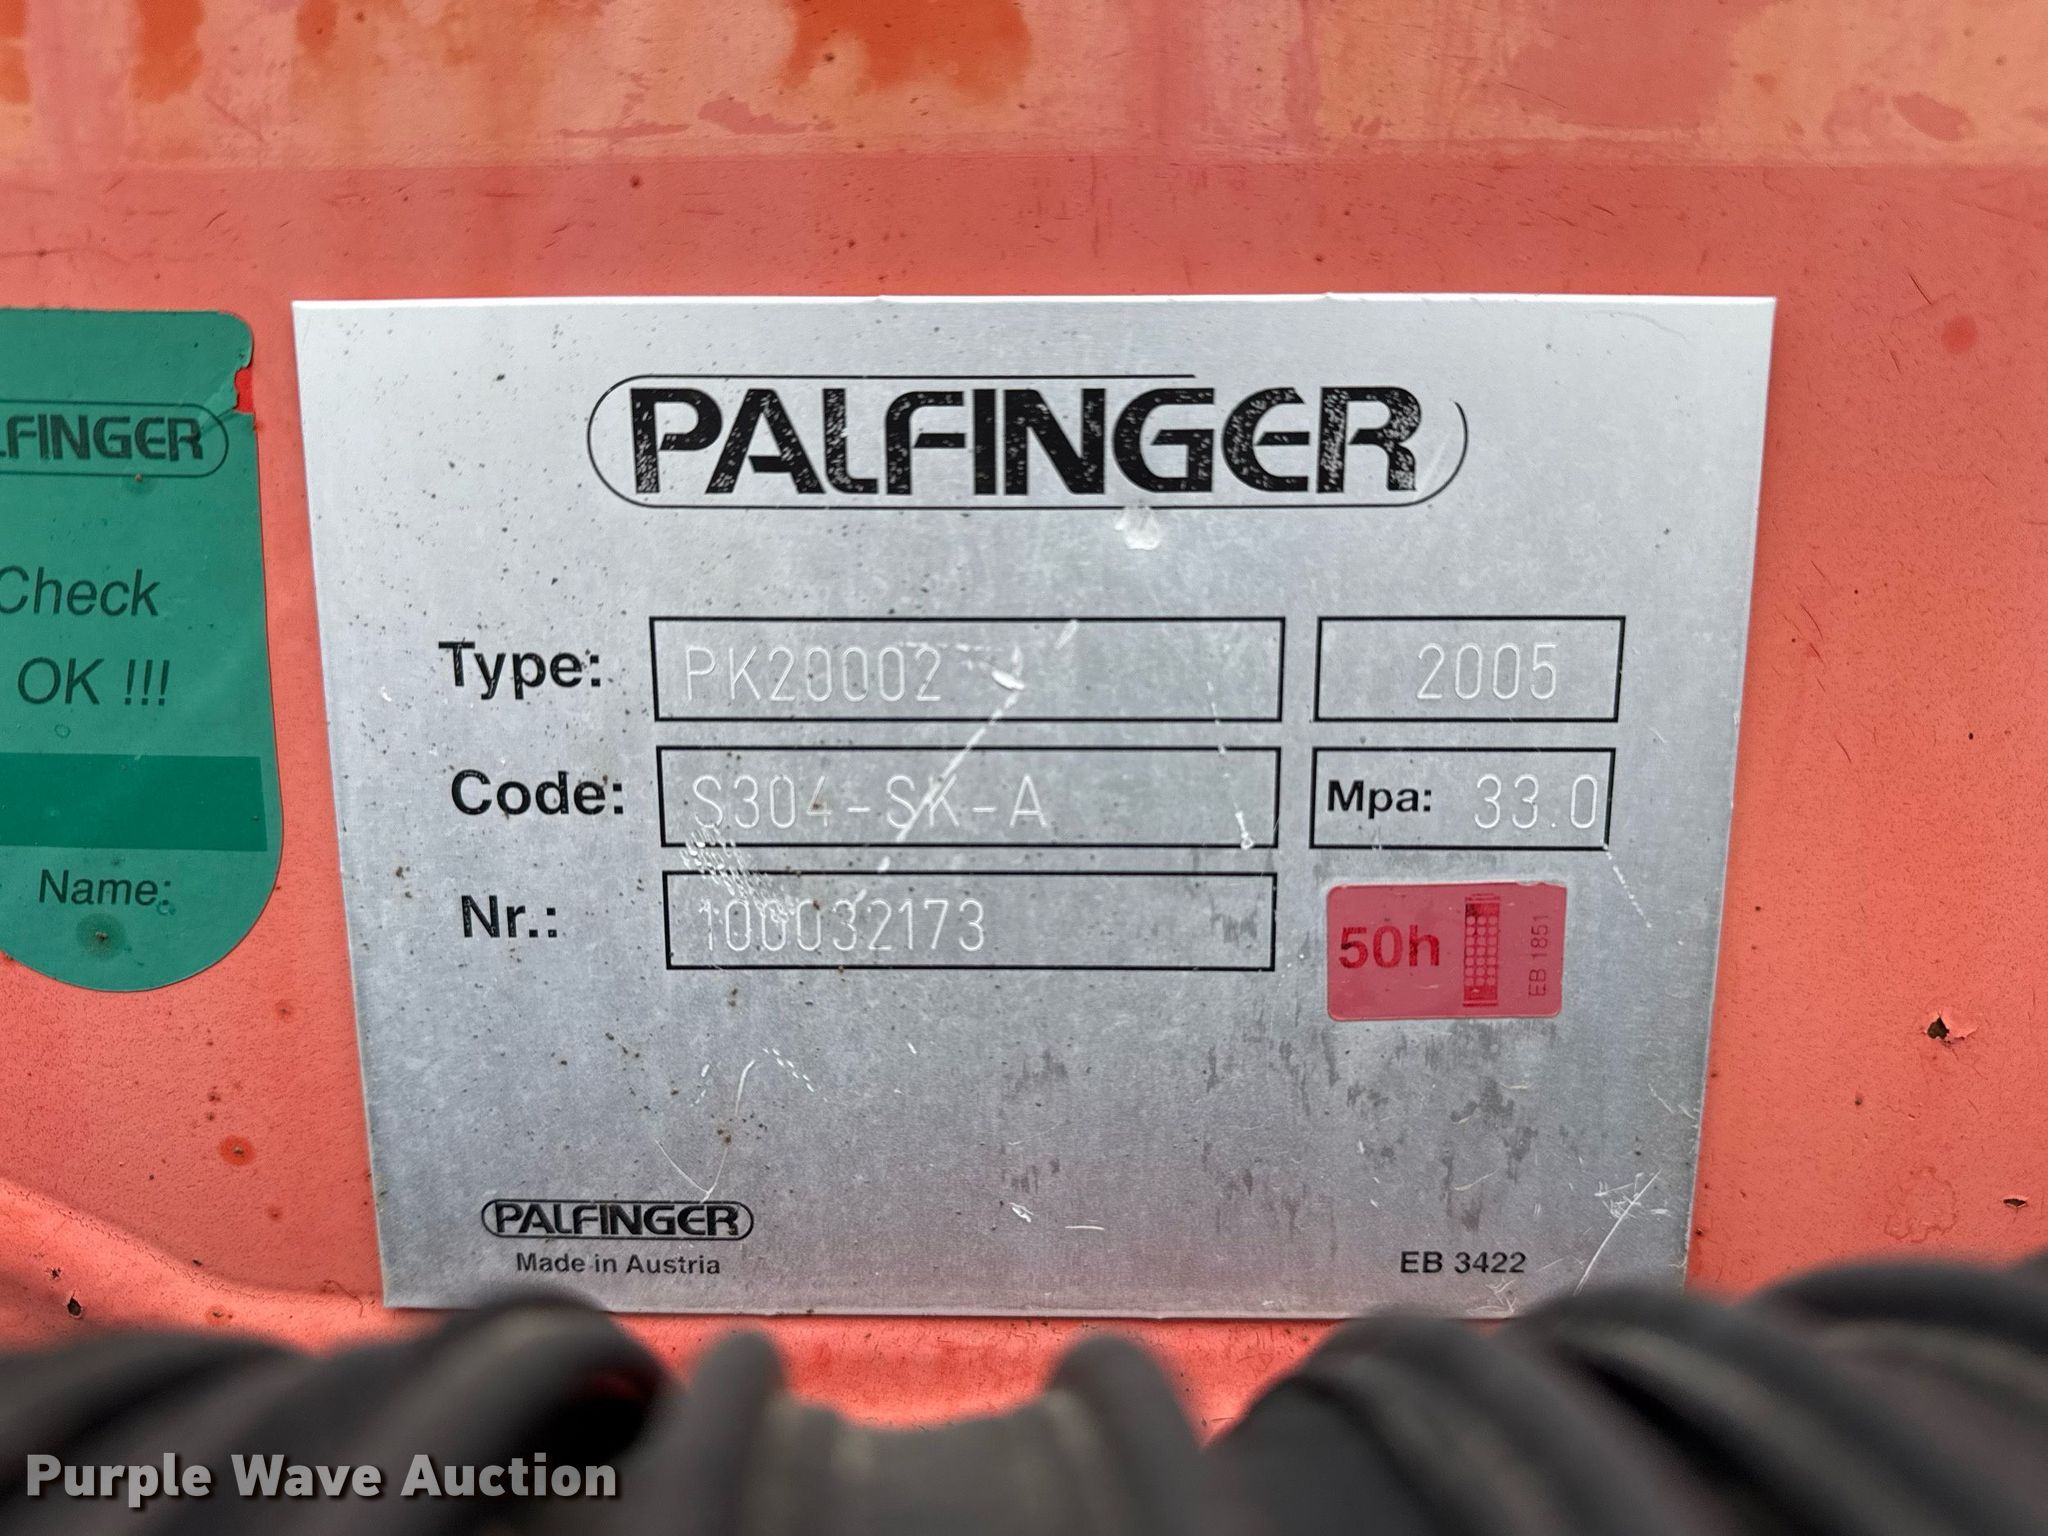 PALFINGER
Type: PK20002 2005
Code: S304-SK-A Mpa: 33.0
Nr.: 100032173
50h EB 1851
PALFINGER
Made in Austria
EB 3422
LFINGER
Check
OK !!!
Name:
Purple Wave Auction